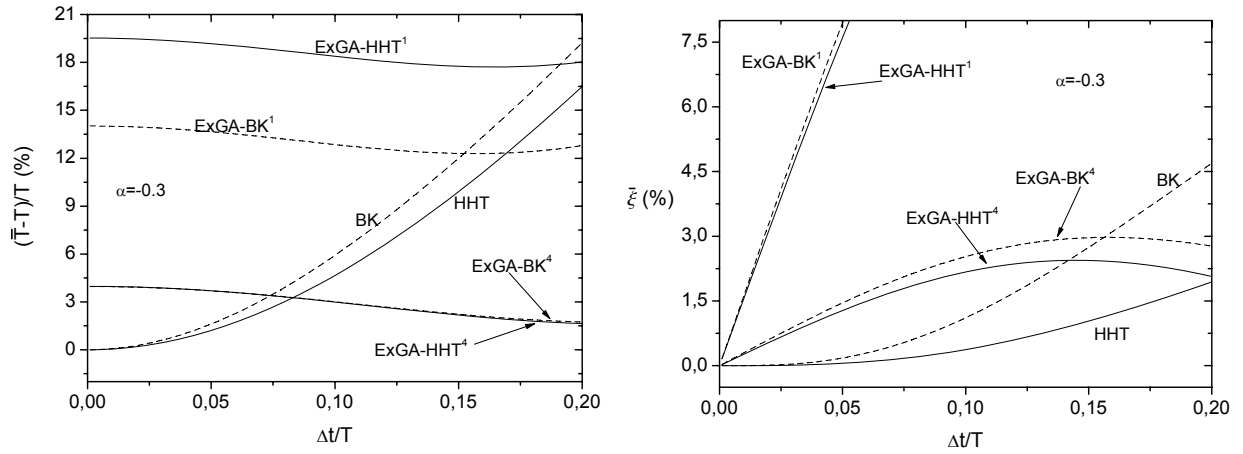 21
18
15
12
9
6
3
0
(T̄-T)/T (%)
ExGA-HHT¹
ExGA-BK¹
α=-0.3
BK
HHT
ExGA-BK⁴
ExGA-HHT⁴
0,00 0,05 0,10 0,15 0,20
Δt/T
7,5
6,0
4,5
3,0
1,5
0,0
ξ̄ (%)
ExGA-BK¹
ExGA-HHT¹
α=-0.3
ExGA-BK⁴
BK
ExGA-HHT⁴
HHT
0,00 0,05 0,10 0,15 0,20
Δt/T